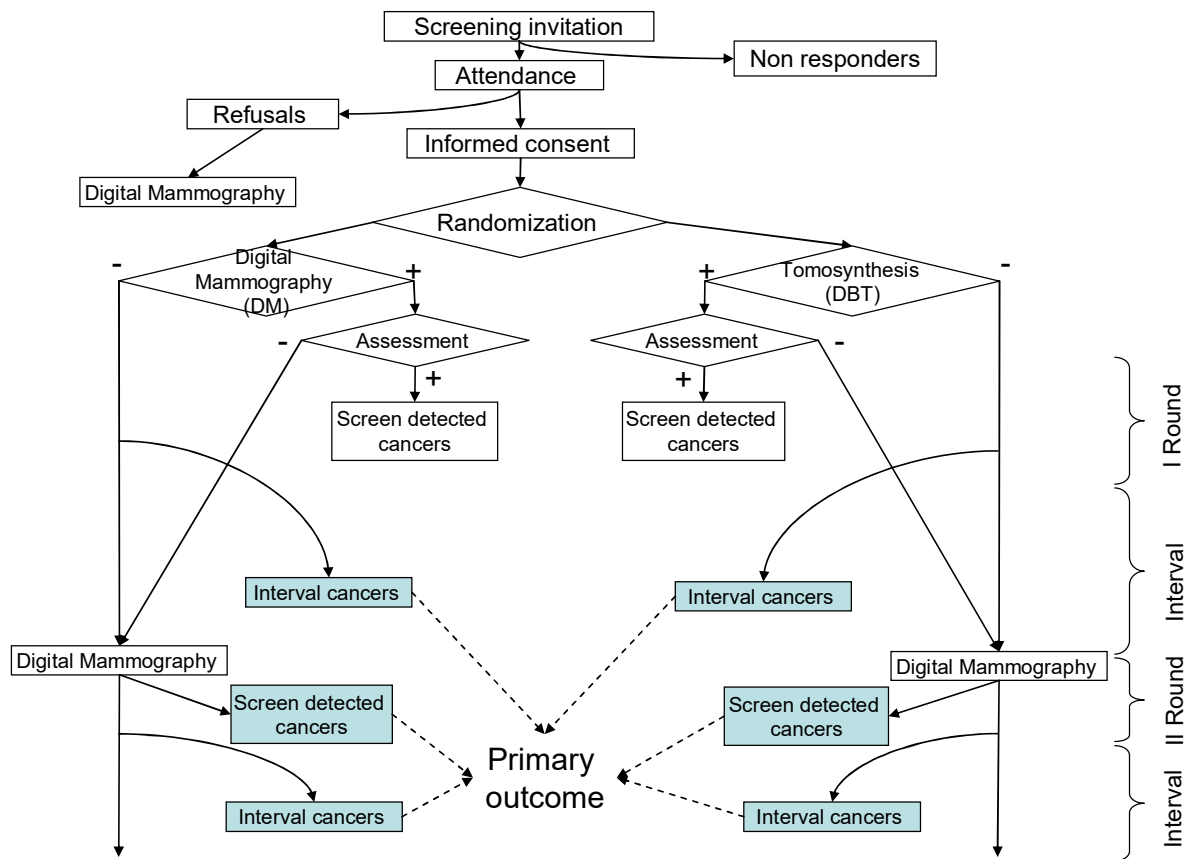 Screening invitation
Non responders
Attendance
Refusals
Informed consent
Digital Mammography
Randomization
-
Digital
Mammography
(DM)
+
+
Tomosynthesis
(DBT)
-
-
Assessment
Assessment
-
+
+
Screen detected
cancers
Screen detected
cancers
I Round
Interval cancers
Interval cancers
Interval
Digital Mammography
Digital Mammography
Screen detected
cancers
Screen detected
cancers
II Round
Primary
outcome
Interval cancers
Interval cancers
Interval